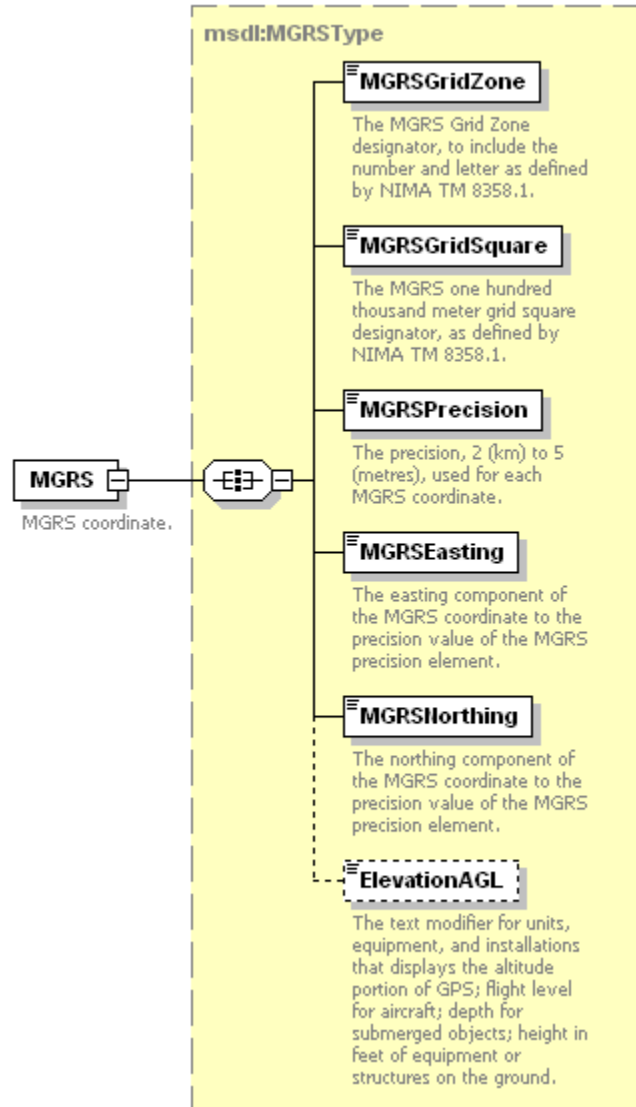 msdl:MGRSType
MGRSGridZone
The MGRS Grid Zone
designator, to include the
number and letter as defined
by NIMA TM 8358.1.
MGRSGridSquare
The MGRS one hundred
thousand meter grid square
designator, as defined by
NIMA TM 8358.1.
MGRSPrecision
The precision, 2 (km) to 5
(metres), used for each
MGRS coordinate.
MGRS
MGRS coordinate.
MGRSEasting
The easting component of
the MGRS coordinate to the
precision value of the MGRS
precision element.
MGRSNorthing
The northing component of
the MGRS coordinate to the
precision value of the MGRS
precision element.
ElevationAGL
The text modifier for units,
equipment, and installations
that displays the altitude
portion of GPS; flight level
for aircraft; depth for
submerged objects; height in
feet of equipment or
structures on the ground.